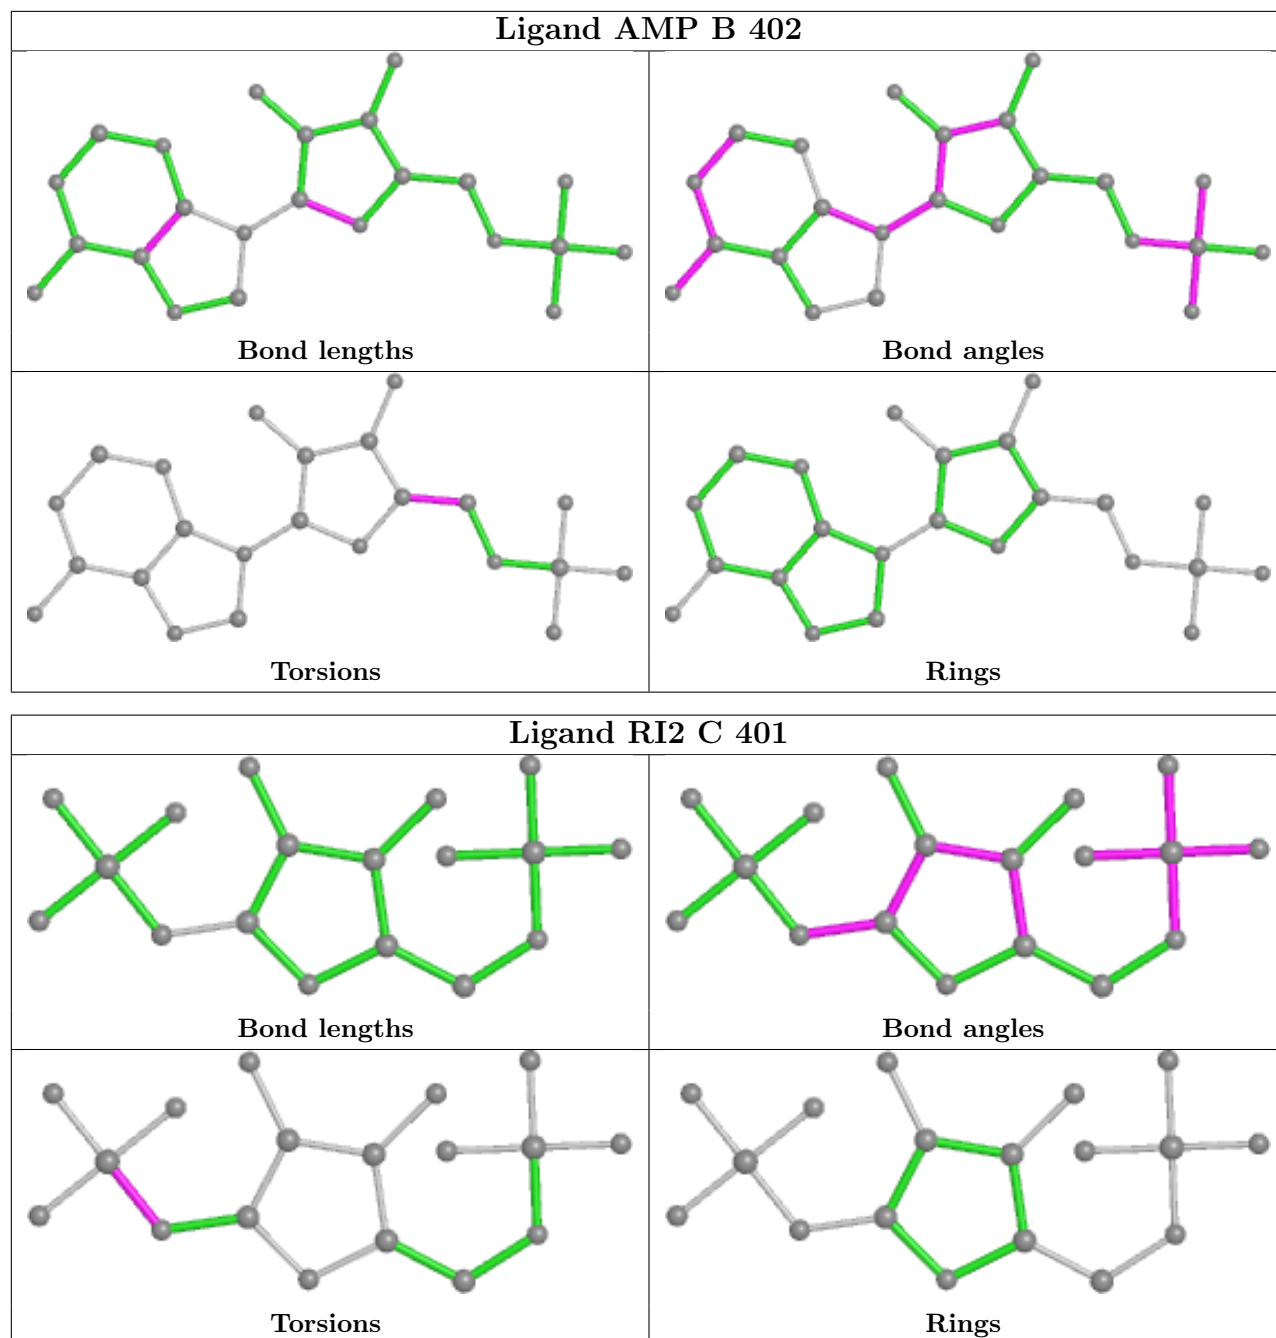 Ligand AMP B 402
Bond lengths
Bond angles
Torsions
Rings
Ligand RI2 C 401
Bond lengths
Bond angles
Torsions
Rings